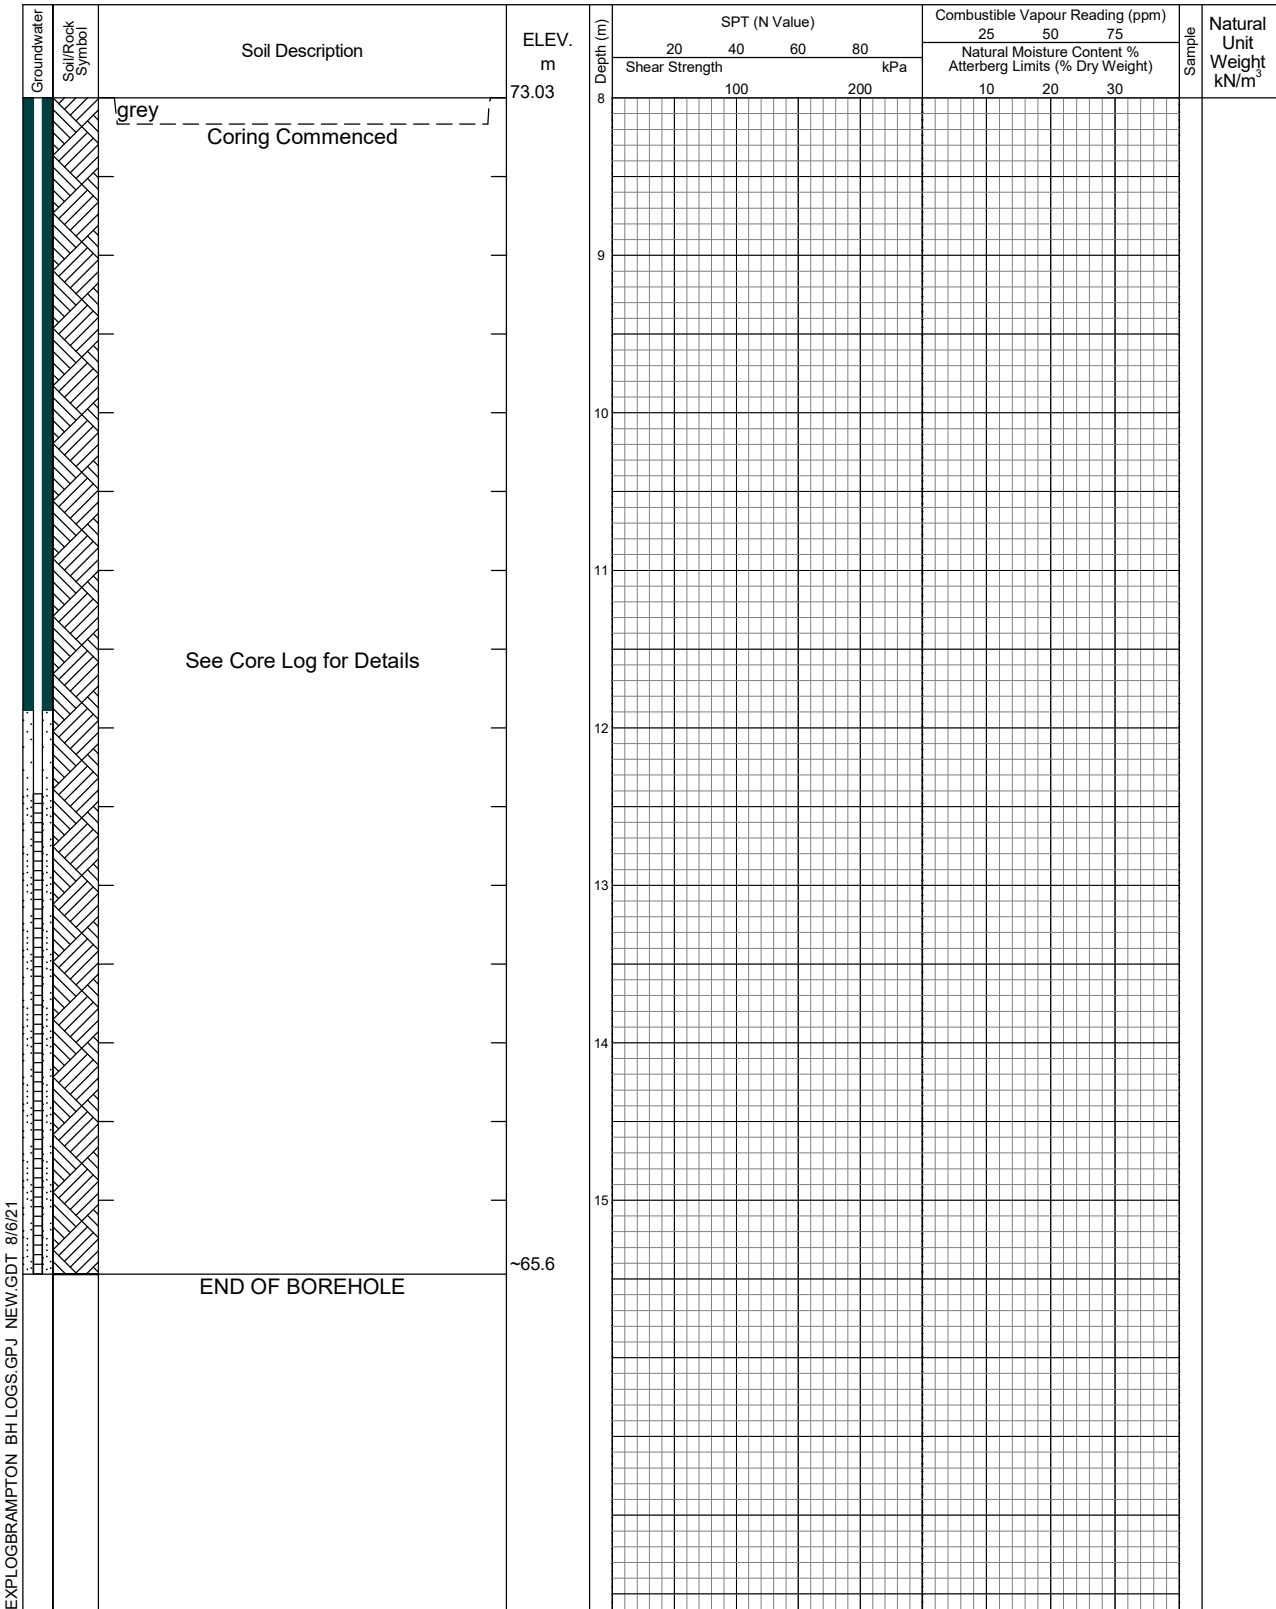 Groundwater
Soil/Rock
Symbol
Soil Description
ELEV.
m
73.03
Depth (m)
SPT (N Value)
20 40 60 80
Shear Strength kPa
100 200
Combustible Vapour Reading (ppm)
25 50 75
Natural Moisture Content %
Atterberg Limits (% Dry Weight)
10 20 30
Sample
Natural
Unit
Weight
kN/m³
8
grey
Coring Commenced
9
10
11
See Core Log for Details
12
13
14
15
~65.6
END OF BOREHOLE
EXPLOGBRAMPTON BH LOGS.GPJ NEW.GDT 8/6/21